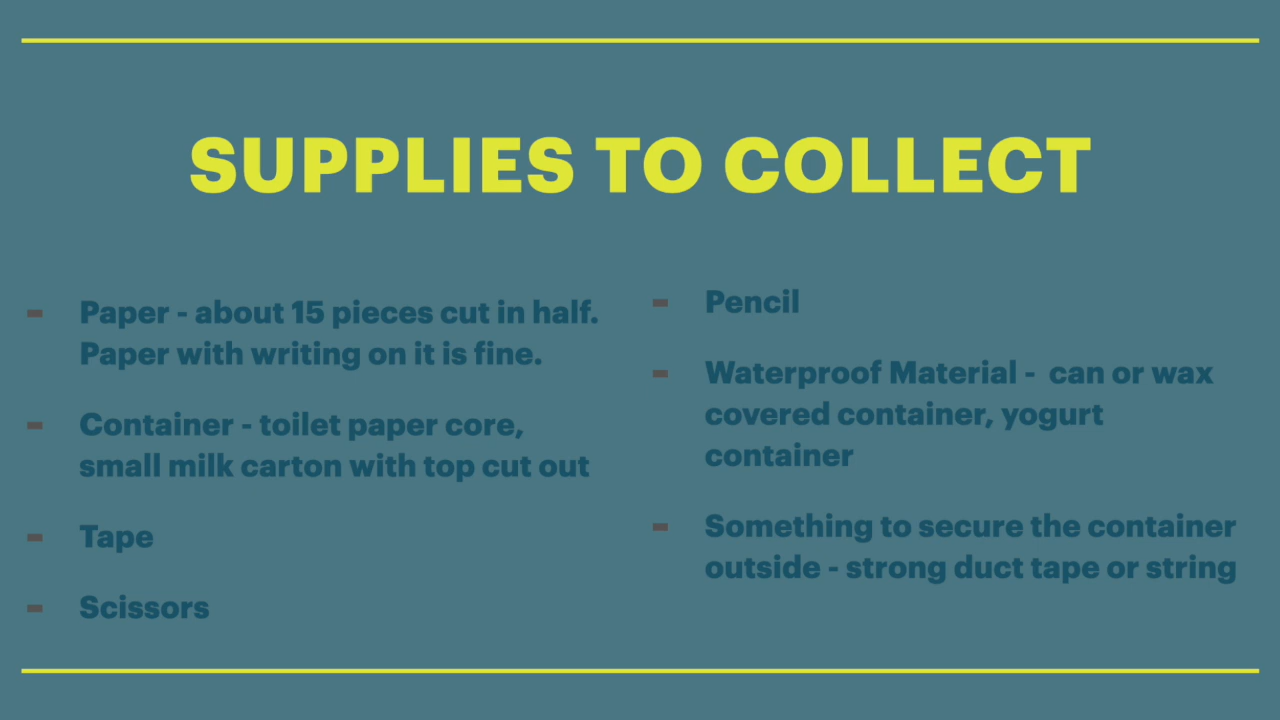 SUPPLIES TO COLLECT
- Paper - about 15 pieces cut in half.
Paper with writing on it is fine.
- Container - toilet paper core,
small milk carton with top cut out
- Tape
- Scissors
- Pencil
- Waterproof Material -  can or wax
covered container, yogurt
container
- Something to secure the container
outside - strong duct tape or string